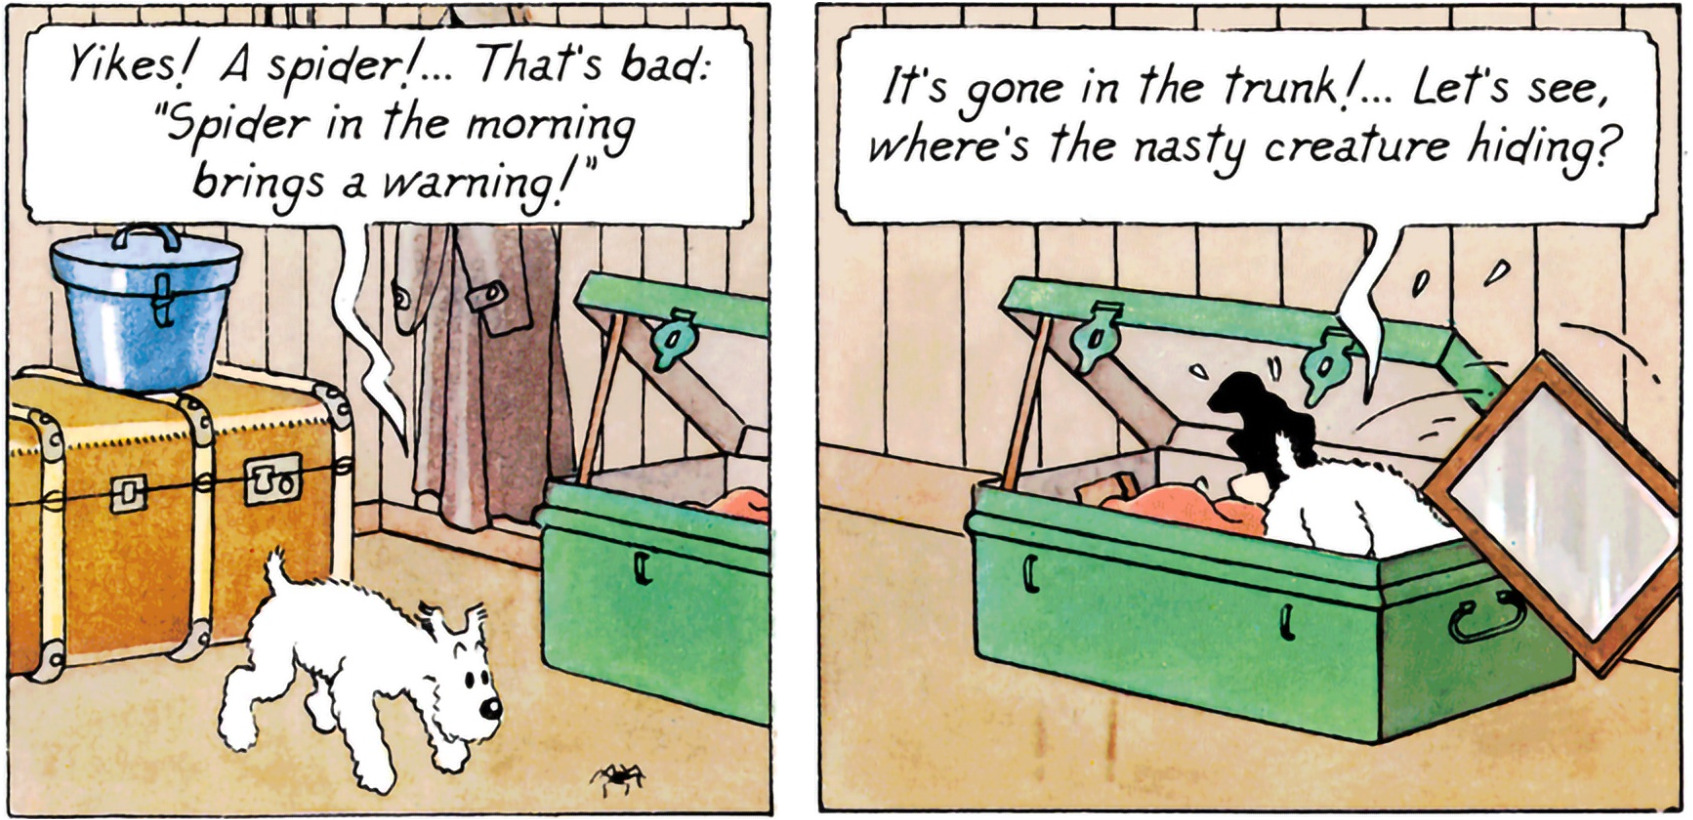 Yikes! A spider!... That's bad:
"Spider in the morning
brings a warning!"
It's gone in the trunk!... Let's see,
where's the nasty creature hiding?